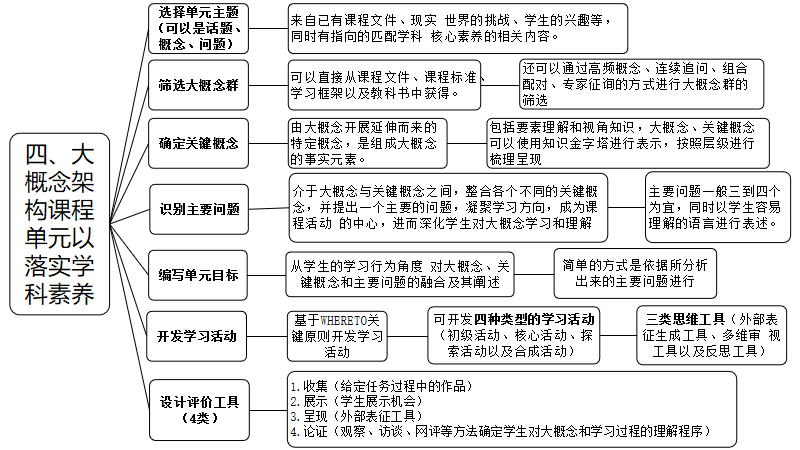 四、大
概念架
构课程
单元以
落实学
科素养
选择单元主题
（可以是话题、
概念、问题）
来自已有课程文件、现实 世界的挑战、学生的兴趣等，
同时有指向的匹配学科 核心素养的相关内容。
筛选大概念群
可以直接从课程文件、课程标准、
学习框架以及教科书中获得。
还可以通过高频概念、连续追问、组合
配对、专家征询的方式进行大概念群的
筛选
确定关键概念
由大概念开展延伸而来的
特定概念，是组成大概念
的事实元素。
包括要素理解和视角知识，大概念、关键概念
可以使用知识金字塔进行表示，按照层级进行
梳理呈现
识别主要问题
介于大概念与关键概念之间，整合各个不同的关键概
念，并提出一个主要的问题，凝聚学习方向，成为课
程活动 的中心，进而深化学生对大概念学习和理解
主要问题一般三到四个
为宜，同时以学生容易
理解的语言进行表述。
编写单元目标
从学生的学习行为角度 对大概念、关
键概念和主要问题的融合及其阐述
简单的方式是依据所分析
出来的主要问题进行
开发学习活动
基于WHERETO关
键原则开发学习
活动
可开发四种类型的学习活动
（初级活动、核心活动、探
索活动以及合成活动）
三类思维工具（外部表
征生成工具、多维审 视
工具以及反思工具）
设计评价工具
（4类）
1.收集（给定任务过程中的作品）
2.展示（学生展示机会）
3.呈现（外部表征工具）
4.论证（观察、访谈、网评等方法确定学生对大概念和学习过程的理解程序）